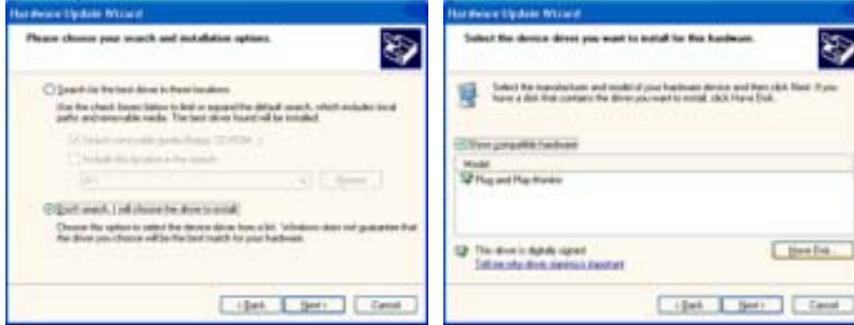 Hardware Update Wizard
Please choose your search and installation options.
Search for the best driver in these locations.
Use the check boxes below to limit or expand the default search, which includes local
paths and removable media. The best driver found will be installed.
Search removable media (floppy, CD-ROM...)
Include this location in the search:
A:\
Browse
Don't search. I will choose the driver to install.
Choose this option to select the device driver from a list. Windows does not guarantee that
the driver you choose will be the best match for your hardware.
< Back
Next >
Cancel
Hardware Update Wizard
Select the device driver you want to install for this hardware.
Select the manufacturer and model of your hardware device and then click Next. If you
have a disk that contains the driver you want to install, click Have Disk.
Show compatible hardware
Model
Plug and Play Monitor
This driver is digitally signed.
Tell me why driver signing is important
Have Disk...
< Back
Next >
Cancel